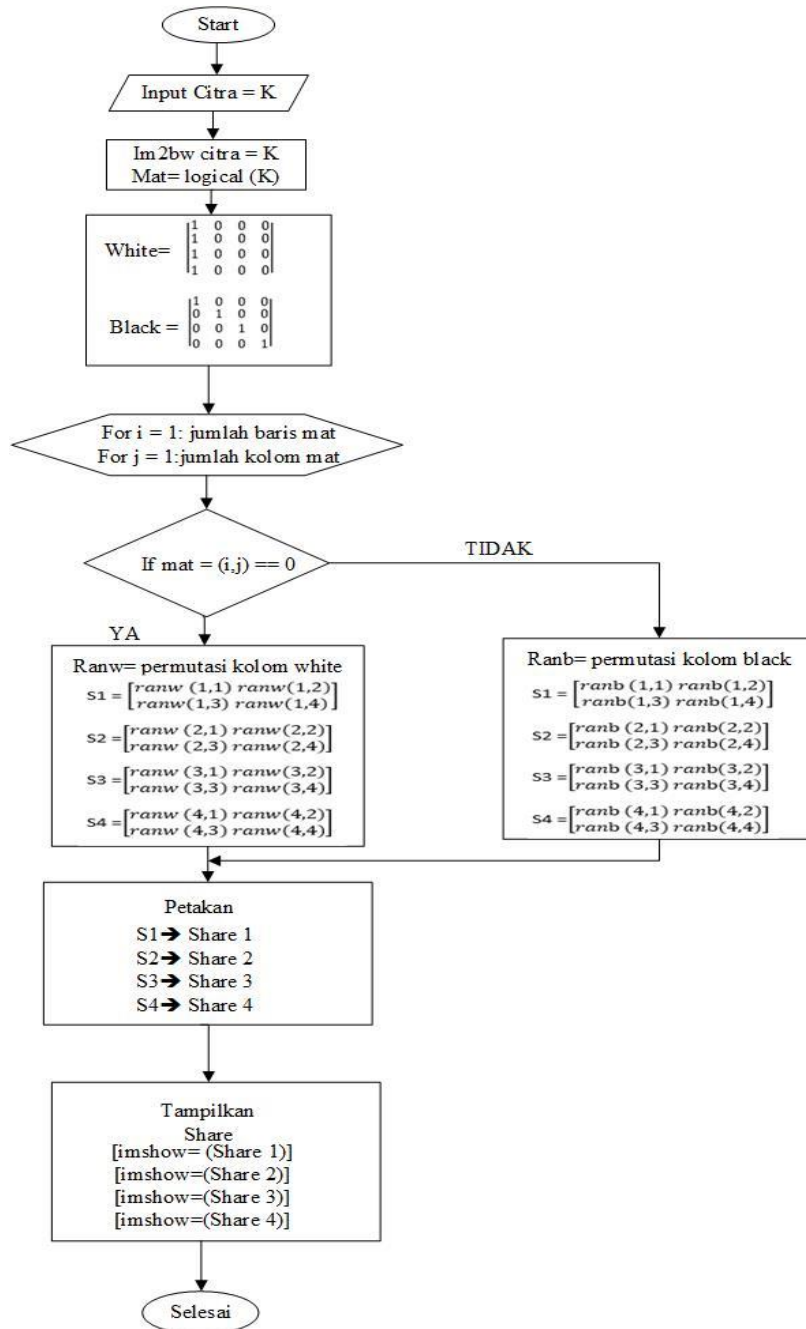 Start
Input Citra = K
Im2bw citra = K
Mat= logical (K)
White=
1 0 0 0
1 0 0 0
1 0 0 0
1 0 0 0
Black =
1 0 0 0
0 1 0 0
0 0 1 0
0 0 0 1
For i = 1: jumlah baris mat
For j = 1:jumlah kolom mat
If mat = (i,j) == 0
TIDAK
YA
Ranw= permutasi kolom white
S1 = [ranw (1,1) ranw(1,2)]
[ranw (1,3) ranw(1,4)]
S2 = [ranw (2,1) ranw(2,2)]
[ranw (2,3) ranw(2,4)]
S3 = [ranw (3,1) ranw(3,2)]
[ranw (3,3) ranw(3,4)]
S4 = [ranw (4,1) ranw(4,2)]
[ranw (4,3) ranw(4,4)]
Ranb= permutasi kolom black
S1 = [ranb (1,1) ranb(1,2)]
[ranb(1,3) ranb(1,4)]
S2 = [ranb (2,1) ranb(2,2)]
[ranb (2,3) ranb(2,4)]
S3 = [ranb (3,1) ranb(3,2)]
[ranb (3,3) ranb(3,4)]
S4 = [ranb (4,1) ranb(4,2)]
[ranb (4,3) ranb(4,4)]
Petakan
S1➔ Share 1
S2➔ Share 2
S3➔ Share 3
S4➔ Share 4
Tampilkan
Share
[imshow= (Share 1)]
[imshow=(Share 2)]
[imshow=(Share 3)]
[imshow=(Share 4)]
Selesai